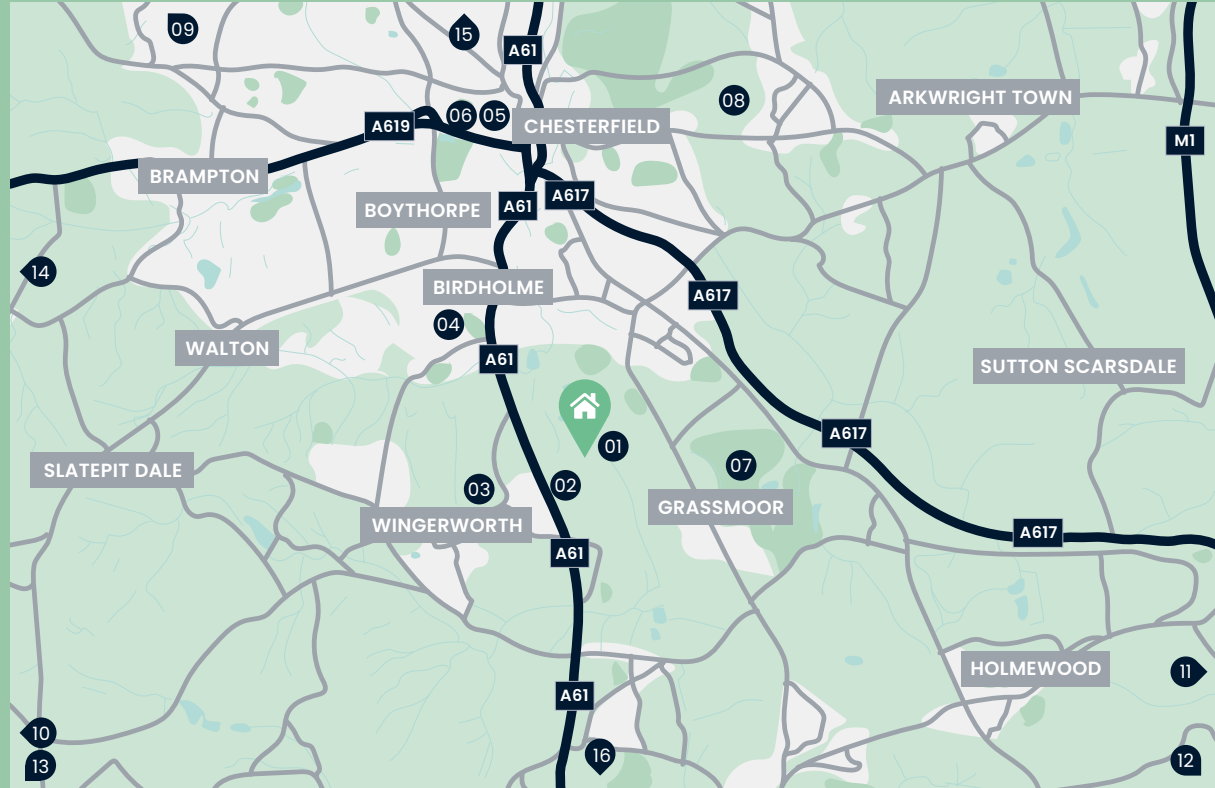 09
15
A61
08
ARKWRIGHT TOWN
A619
06
05
CHESTERFIELD
M1
BRAMPTON
BOYTHORPE
A61
A617
14
BIRDHOLME
A617
04
WALTON
A61
SUTTON SCARSDALE
A617
01
SLATEPIT DALE
07
03
02
GRASSMOOR
WINGERWORTH
A61
A617
HOLMEWOOD
11
A61
10
16
12
13